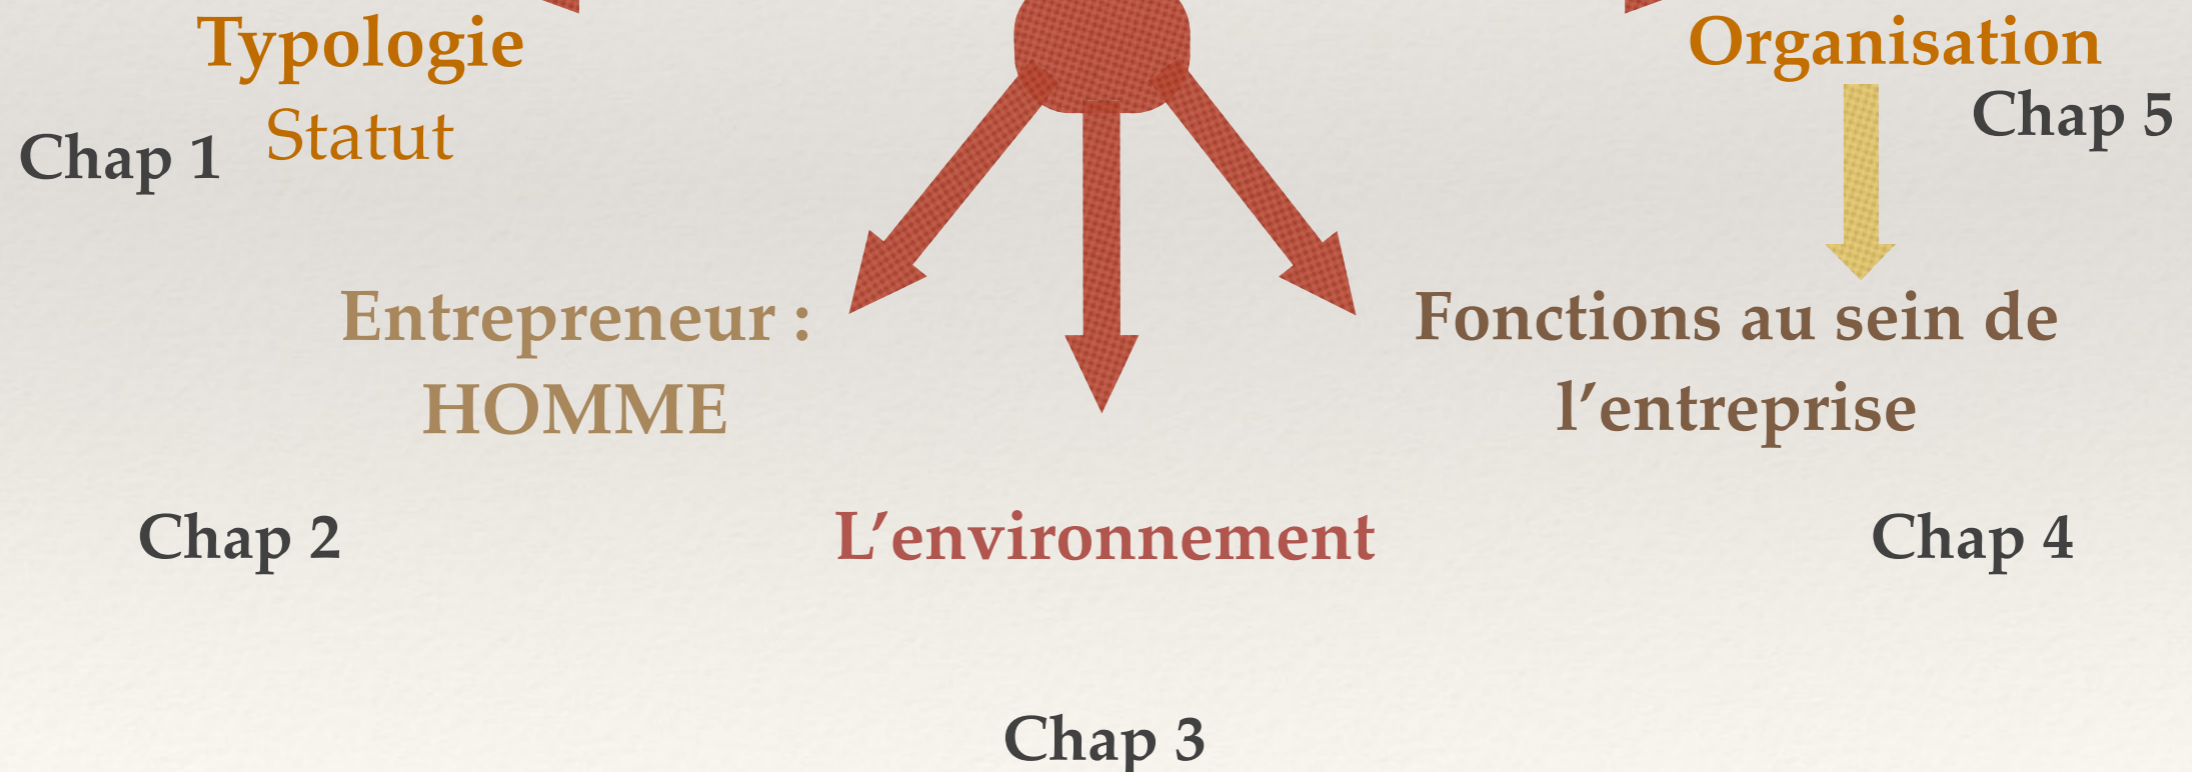 Typologie
Statut
Chap 1
Organisation
Chap 5
Entrepreneur :
HOMME
Chap 2
L’environnement
Chap 3
Fonctions au sein de
l’entreprise
Chap 4